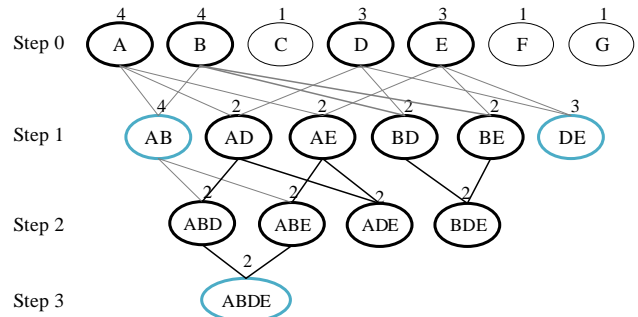 4 4 1 3 3 1 1
Step 0 A B C D E F G
4 2 2 2 2 3
Step 1 AB AD AE BD BE DE
2 2 2 2
Step 2 ABD ABE ADE BDE
2
Step 3 ABDE